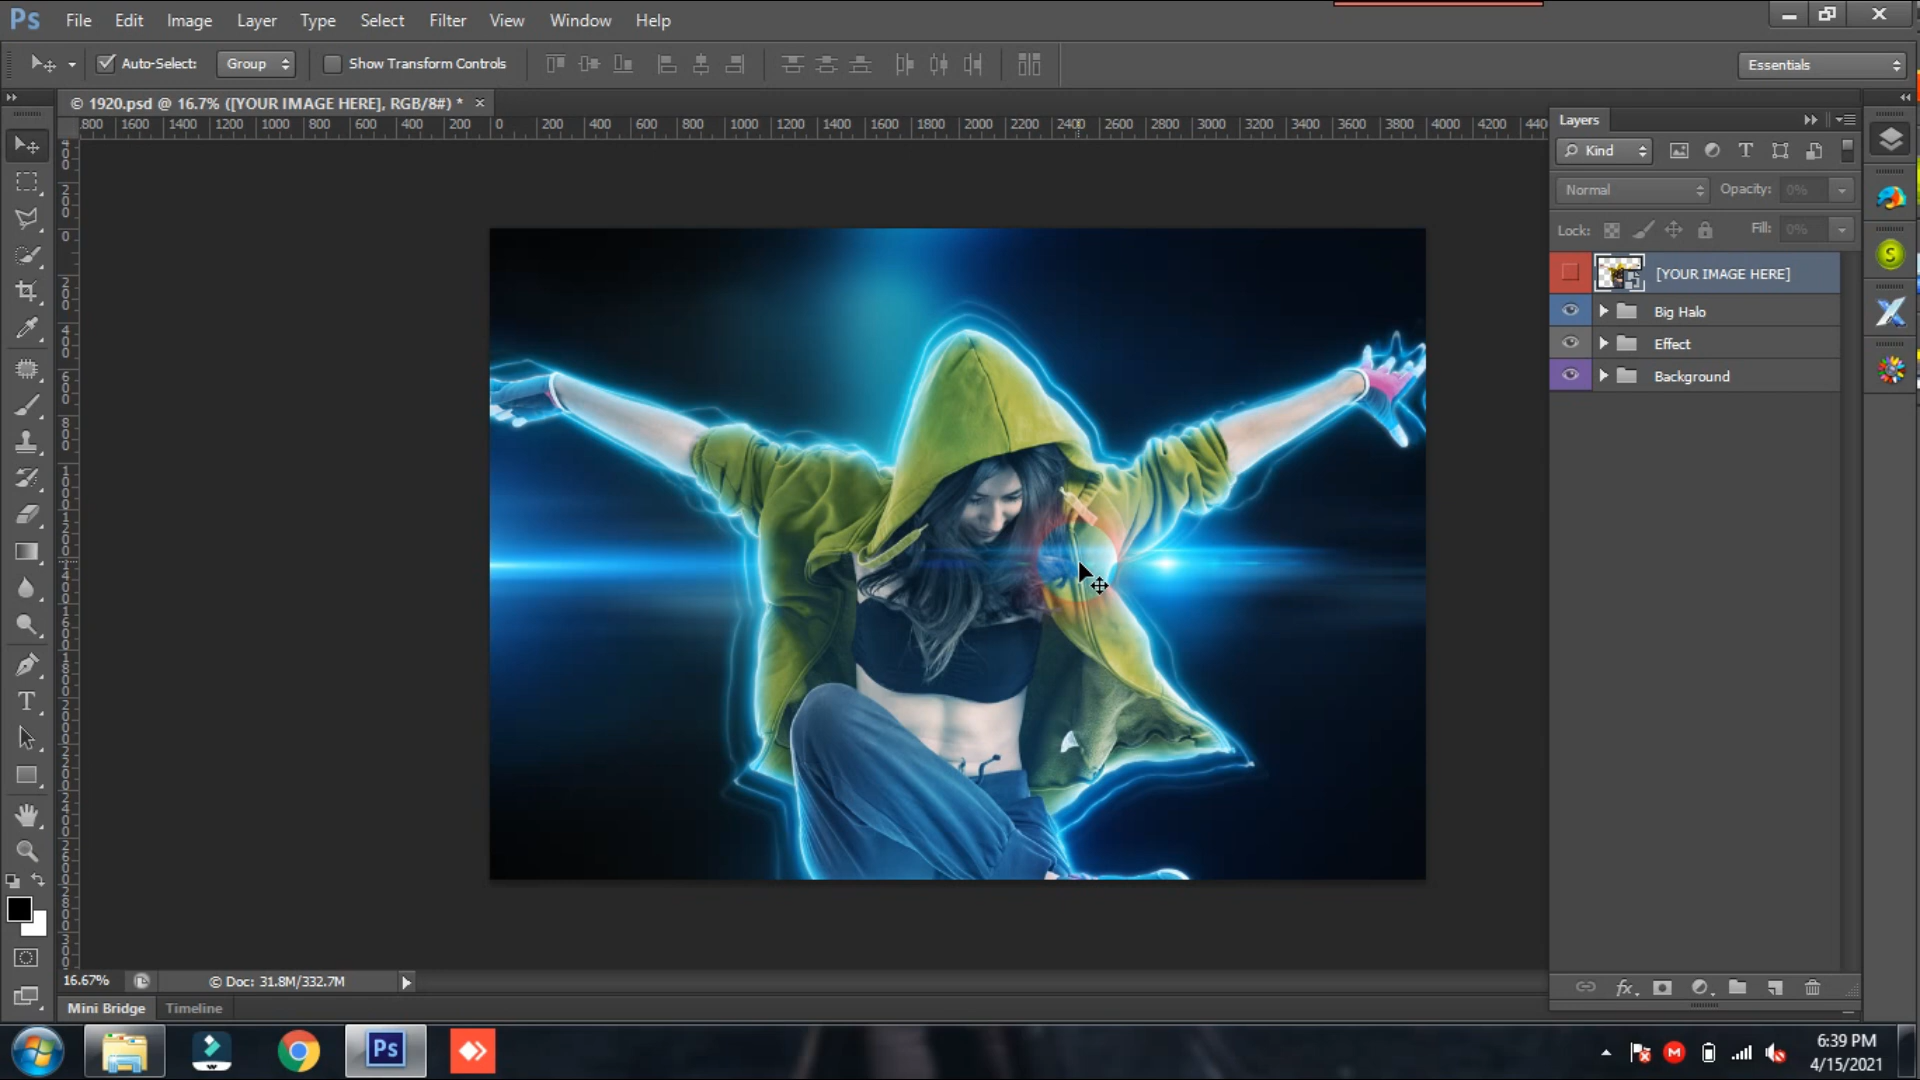 Ps File Edit Image Layer Type Select Filter View Window Help
Auto-Select: Group Show Transform Controls Essentials
© 1920.psd @ 16.7% ([YOUR IMAGE HERE], RGB/8#) * ×
800 1600 1400 1200 1000 800 600 400 200 0 200 400 600 800 1000 1200 1400 1600 1800 2000 2200 2400 2600 2800 3000 3200 3400 3600 3800 4000 4200 440
Layers
Kind
Normal Opacity: 0%
Lock: Fill: 0%
[YOUR IMAGE HERE]
Big Halo
Effect
Background
16.67% © Doc: 31.8M/332.7M
Mini Bridge Timeline
Ps
6:39 PM
4/15/2021